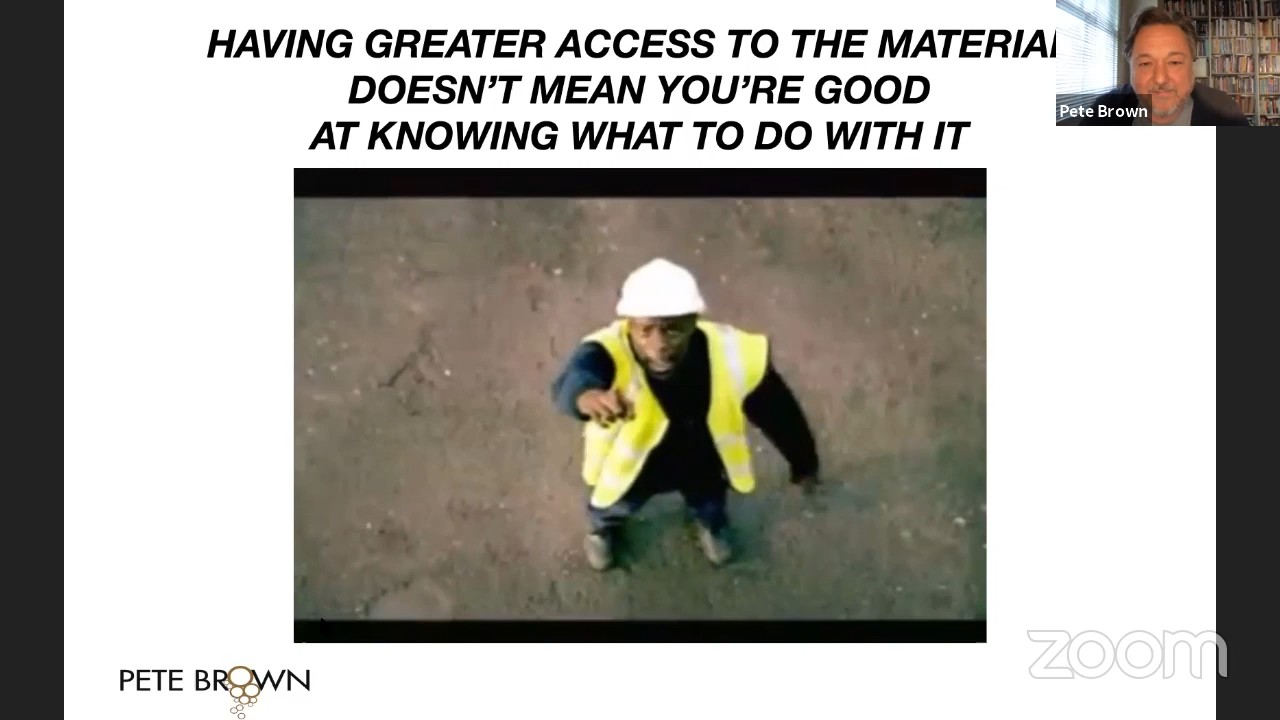 HAVING GREATER ACCESS TO THE MATERIAL
DOESN'T MEAN YOU'RE GOOD
AT KNOWING WHAT TO DO WITH IT
Pete Brown
PETE BROWN
zoom